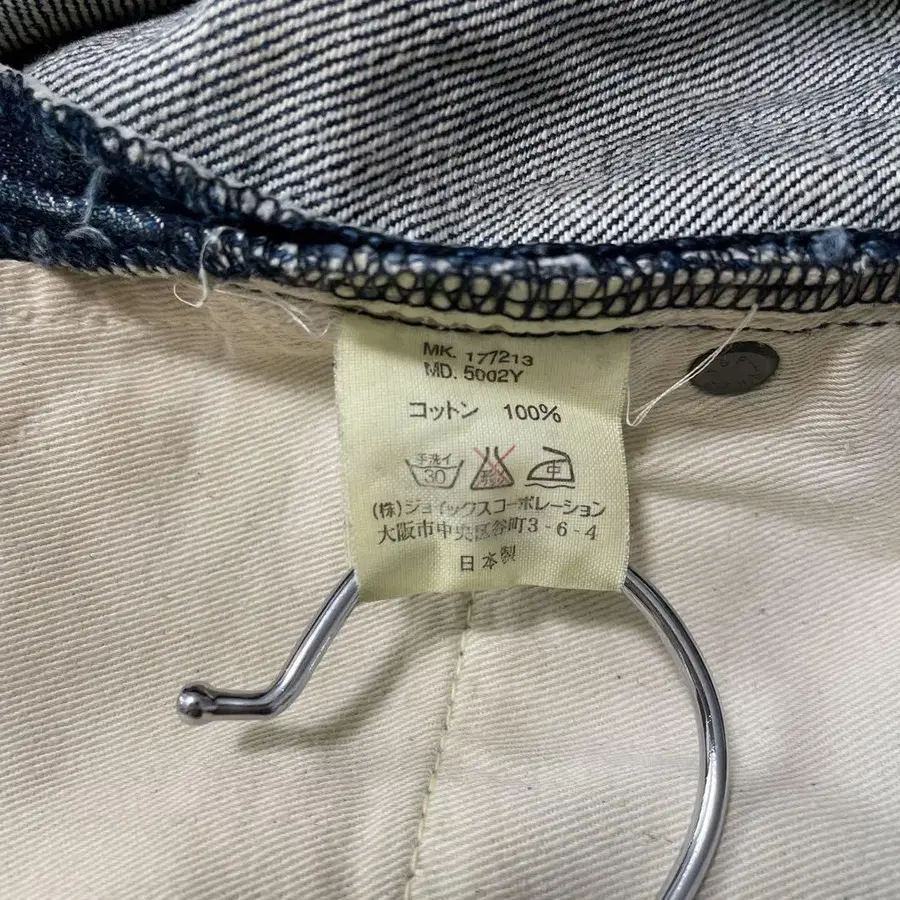 MK. 177213
MD. 5002Y
コットン 100%
手洗イ
30
中
(株)ジョイックスコーポレーション
大阪市中央区谷町3-6-4
日本製